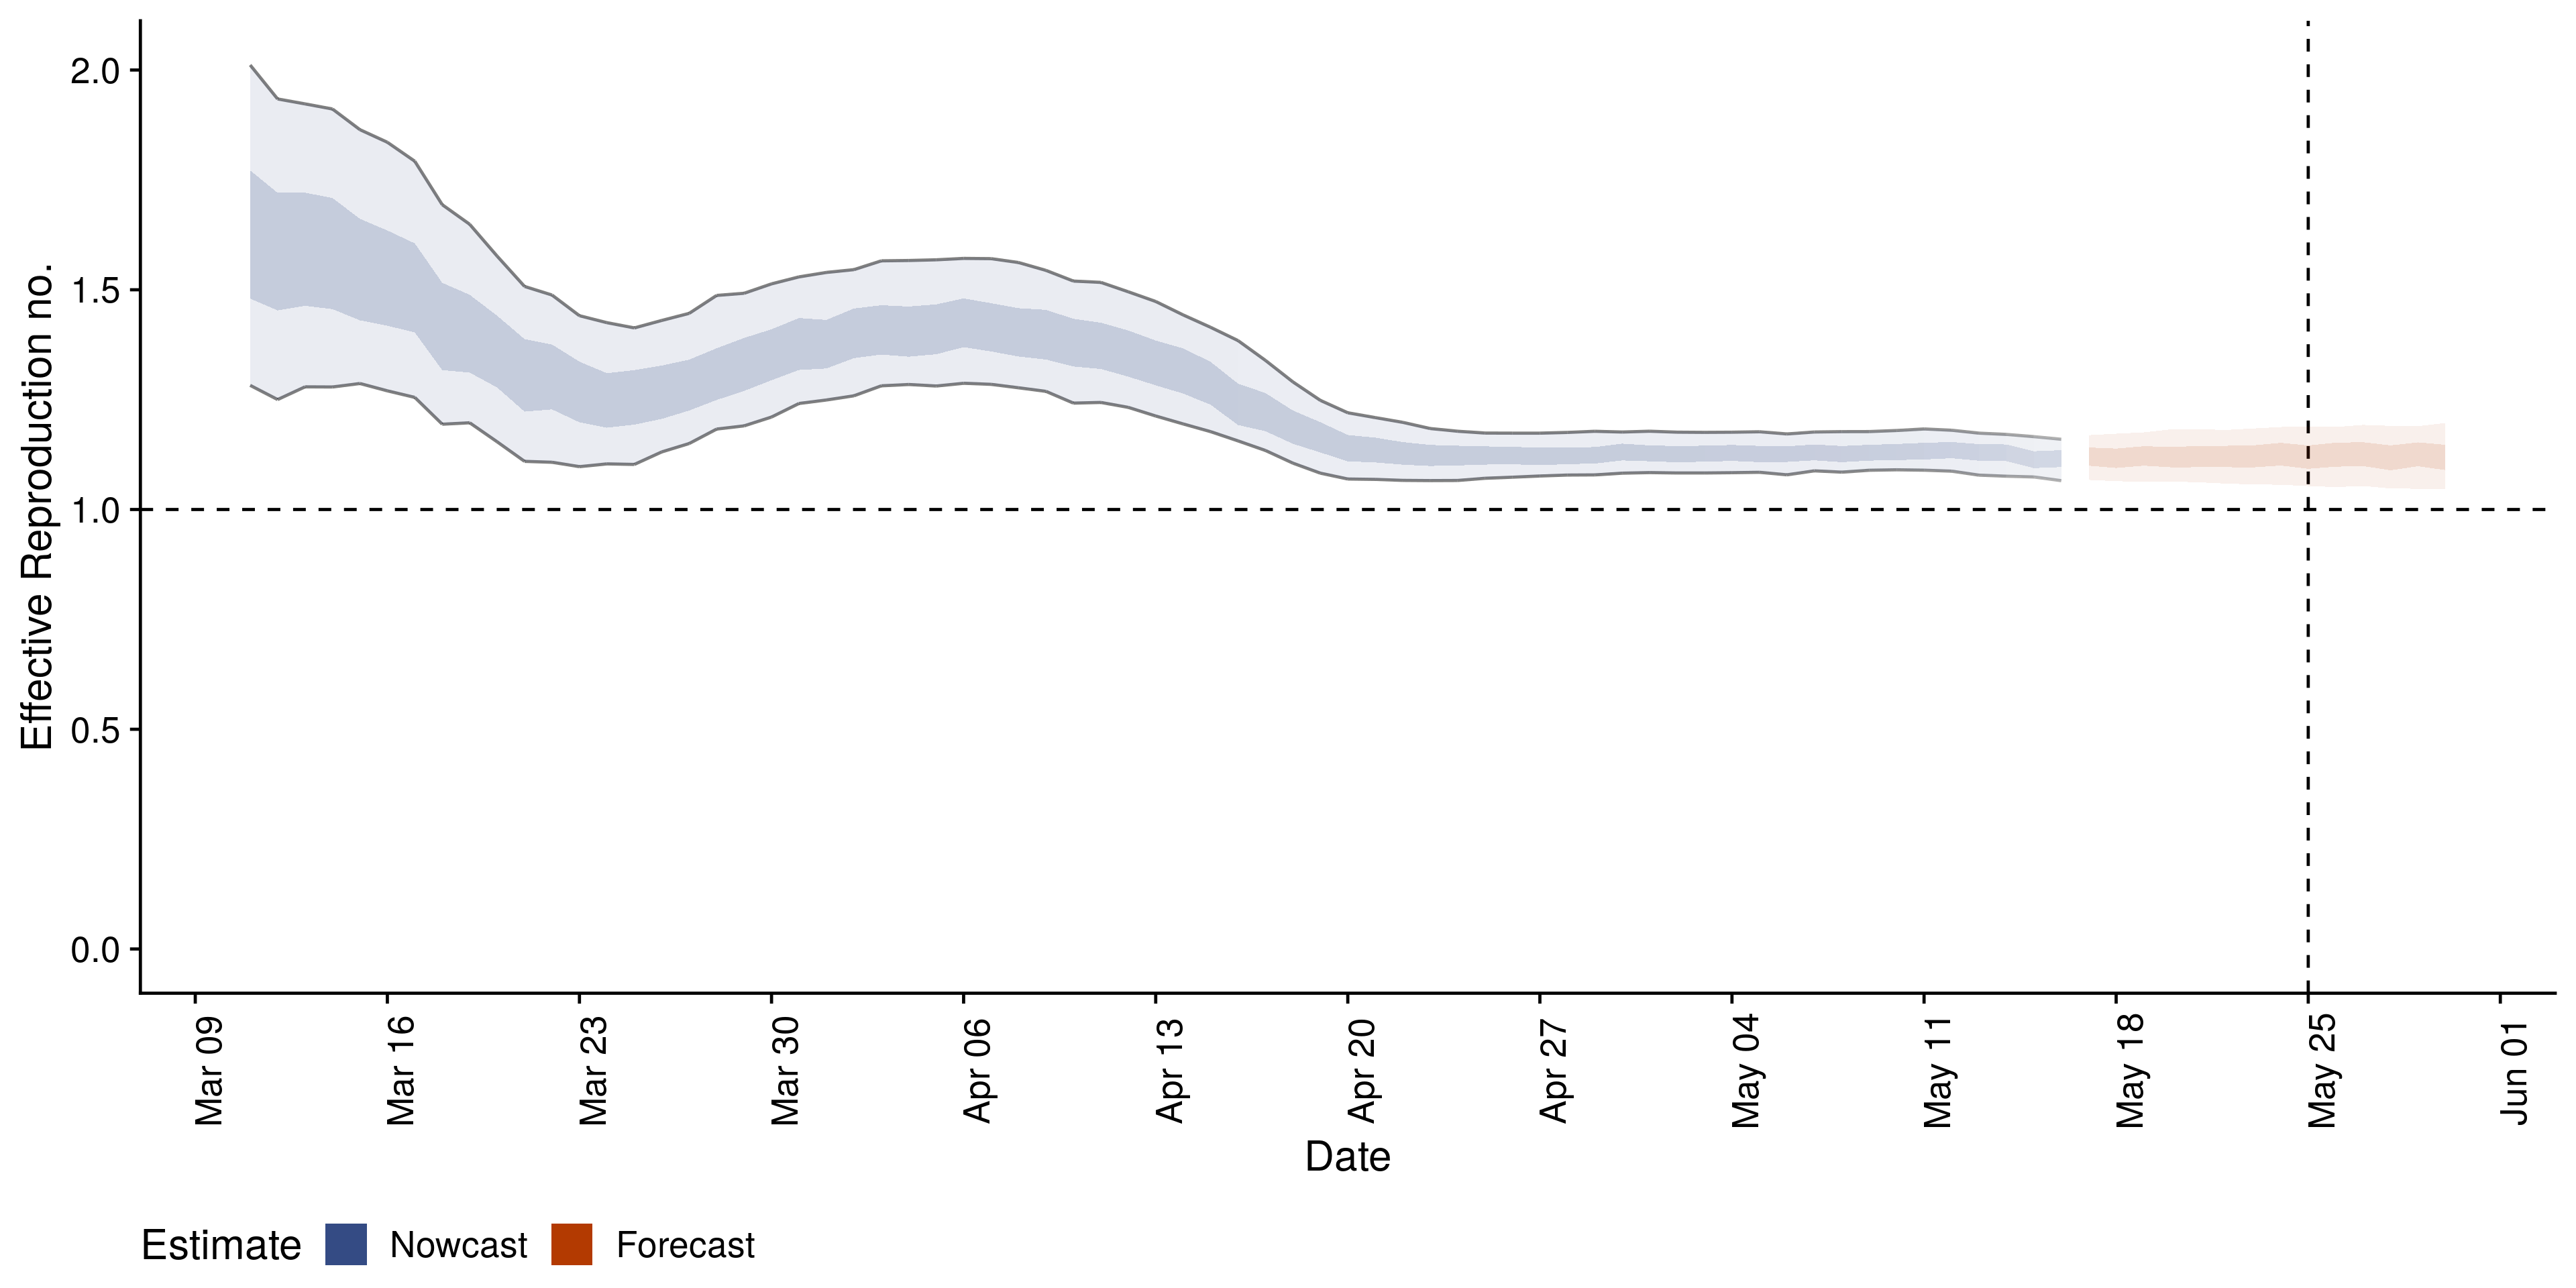 Effective Reproduction no.
2.0
1.5
1.0
0.5
0.0
Mar 09
Mar 16
Mar 23
Mar 30
Apr 06
Apr 13
Apr 20
Apr 27
May 04
May 11
May 18
May 25
Jun 01
Date
Estimate Nowcast Forecast